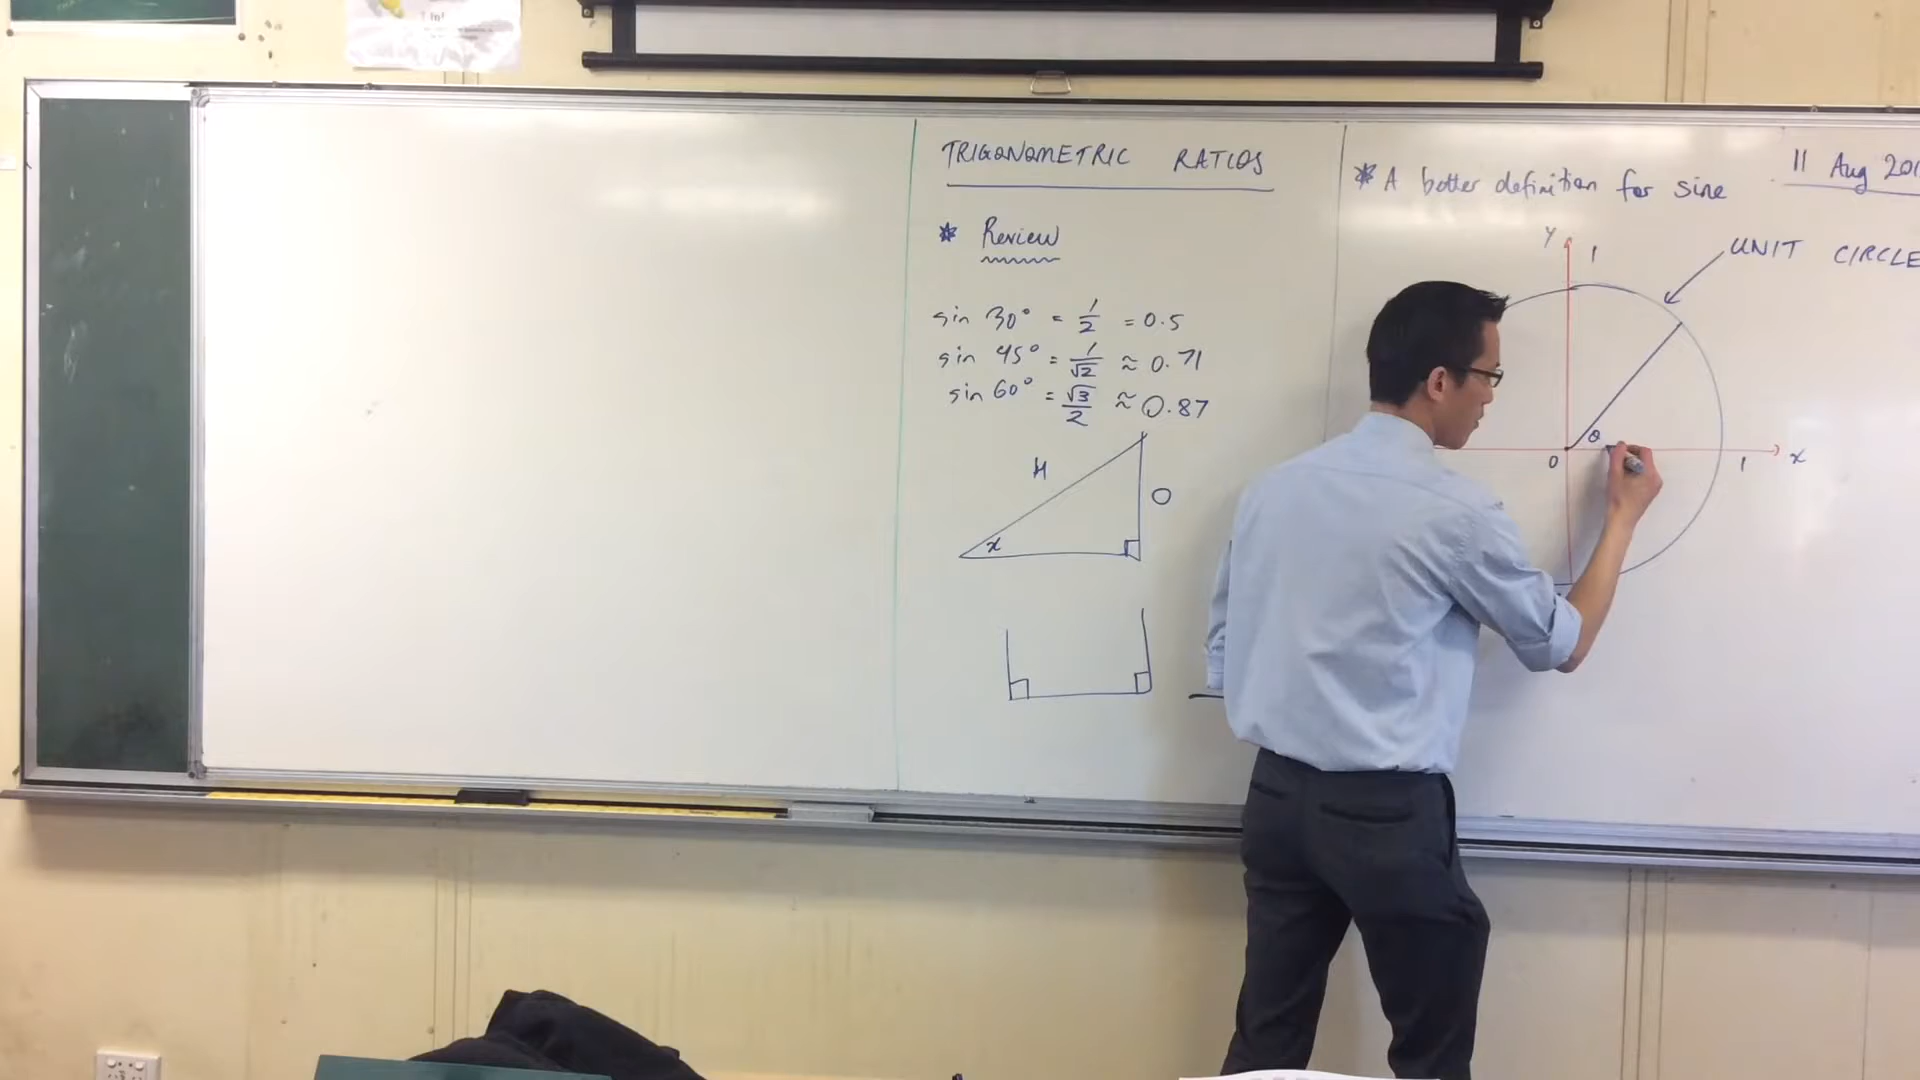 TRIGONOMETRIC RATIOS
* Review
sin 30° = 1/2 = 0.5
sin 45° = 1/√2 ≈ 0.71
sin 60° = √3/2 ≈ 0.87
H
O
x
11 Aug 201
* A better definition for sine
UNIT CIRCLE
y
1
θ
0
1
x